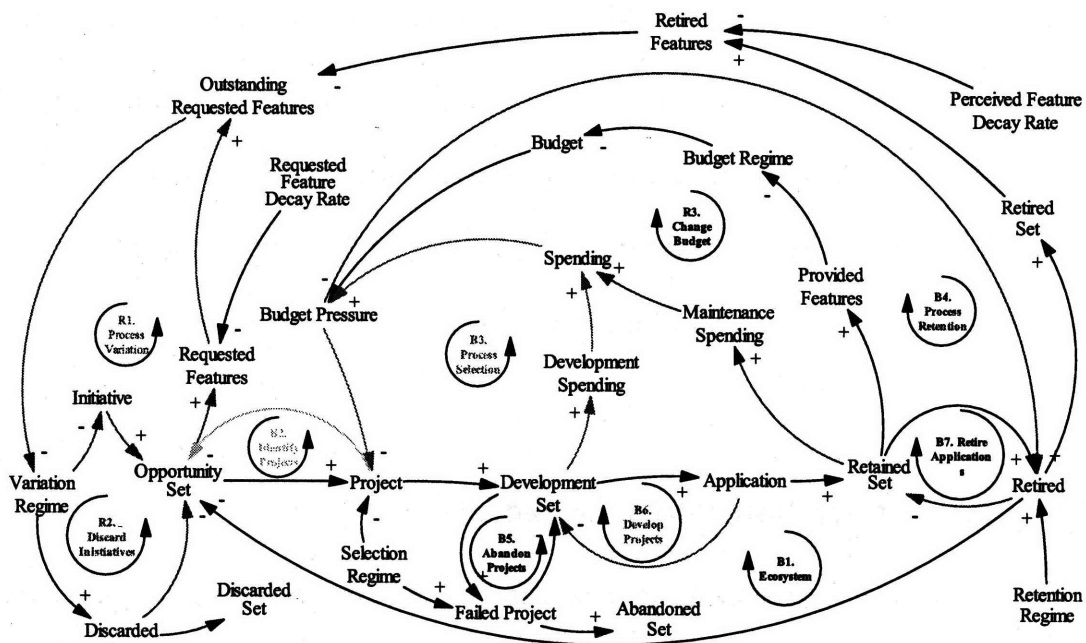 Retired
Features
-
+
-
Outstanding
Requested Features
+
Perceived Feature
Decay Rate
Requested
Feature
Decay Rate
Budget
-
Budget Regime
-
R3.
Change
Budget
Retired
Set
+
Spending
+
+
Provided
Features
+
B4.
Process
Retention
-
+
Budget Pressure
Maintenance
Spending
+
R1.
Process
Variation
-
Requested
Features
+
B3.
Process
Selection
Development
Spending
+
Initiative
-
+
B2.
Identify
Projects
-
-
Variation
Regime
Opportunity
Set
-
-
+
-
Project
-
+
Development
Set
-
+
Application
+
Retained
Set
-
B7. Retire
Application
s
+
+
Retired
+
R2.
Discard
Inistiatives
B6.
Develop
Projects
B5.
Abandon
Projects
-
+
Selection
Regime
+
B1.
Ecosystem
Retention
Regime
+
Discarded
Discarded
Set
Failed Project
+
Abandoned
Set